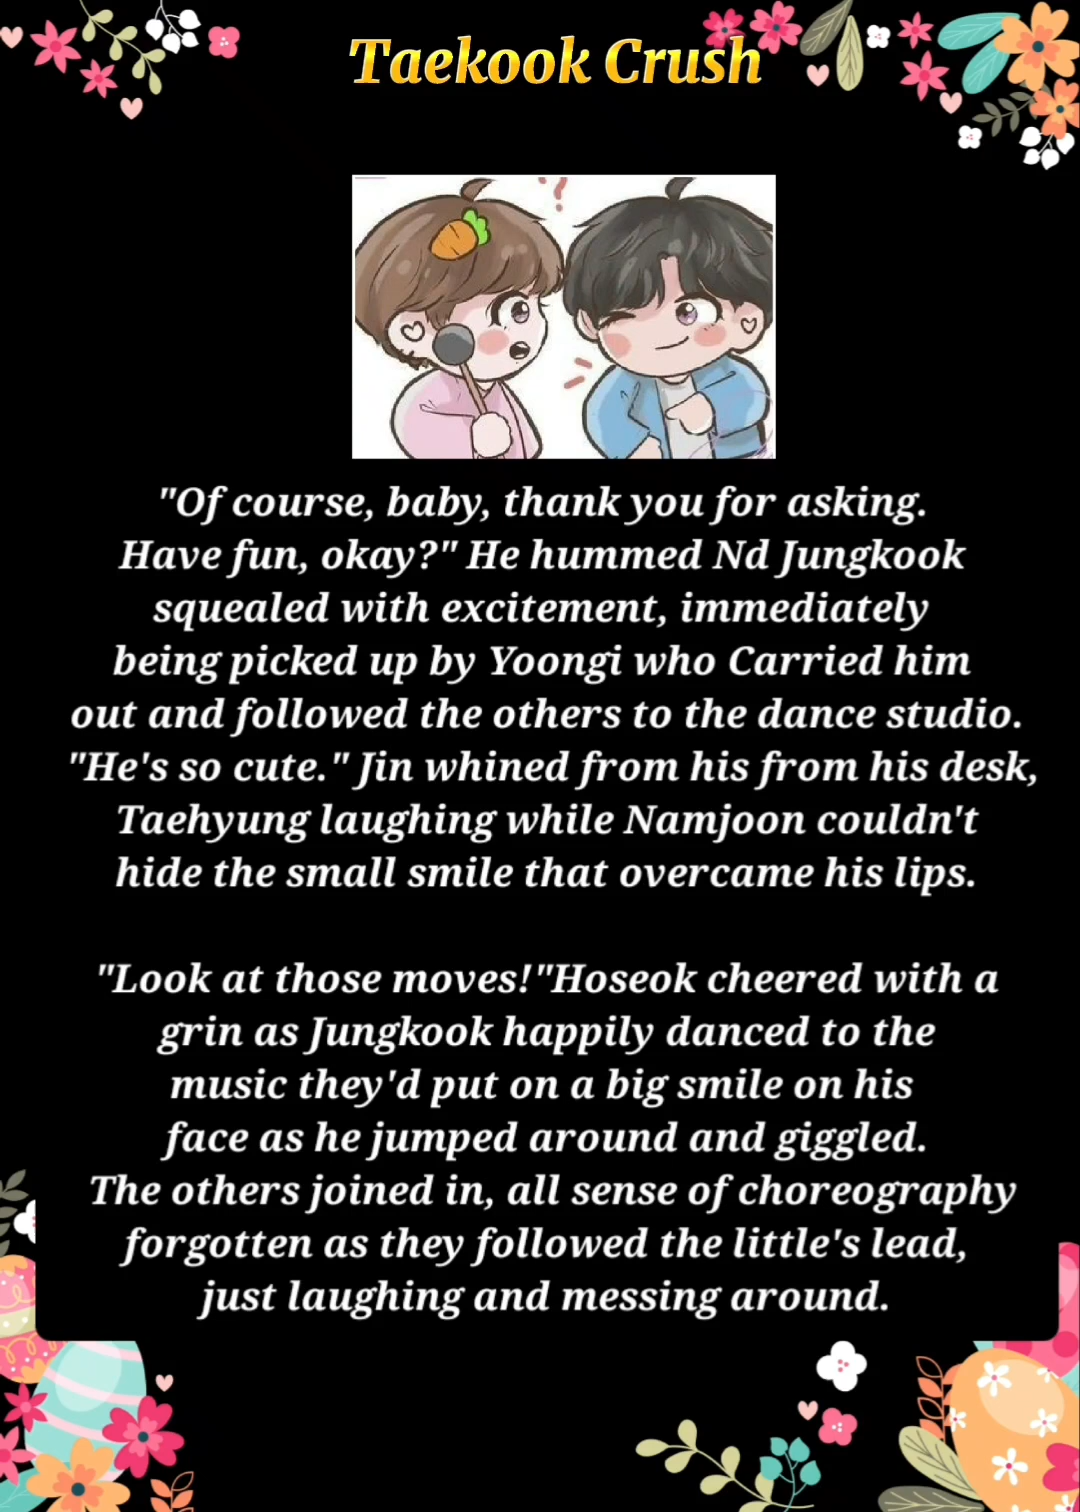 Taekook Crush
"Of course, baby, thank you for asking.
Have fun, okay?" He hummed Nd Jungkook
squealed with excitement, immediately
being picked up by Yoongi who Carried him
out and followed the others to the dance studio.
"He's so cute." Jin whined from his from his desk,
Taehyung laughing while Namjoon couldn't
hide the small smile that overcame his lips.
"Look at those moves!"Hoseok cheered with a
grin as Jungkook happily danced to the
music they'd put on a big smile on his
face as he jumped around and giggled.
The others joined in, all sense of choreography
forgotten as they followed the little's lead,
just laughing and messing around.